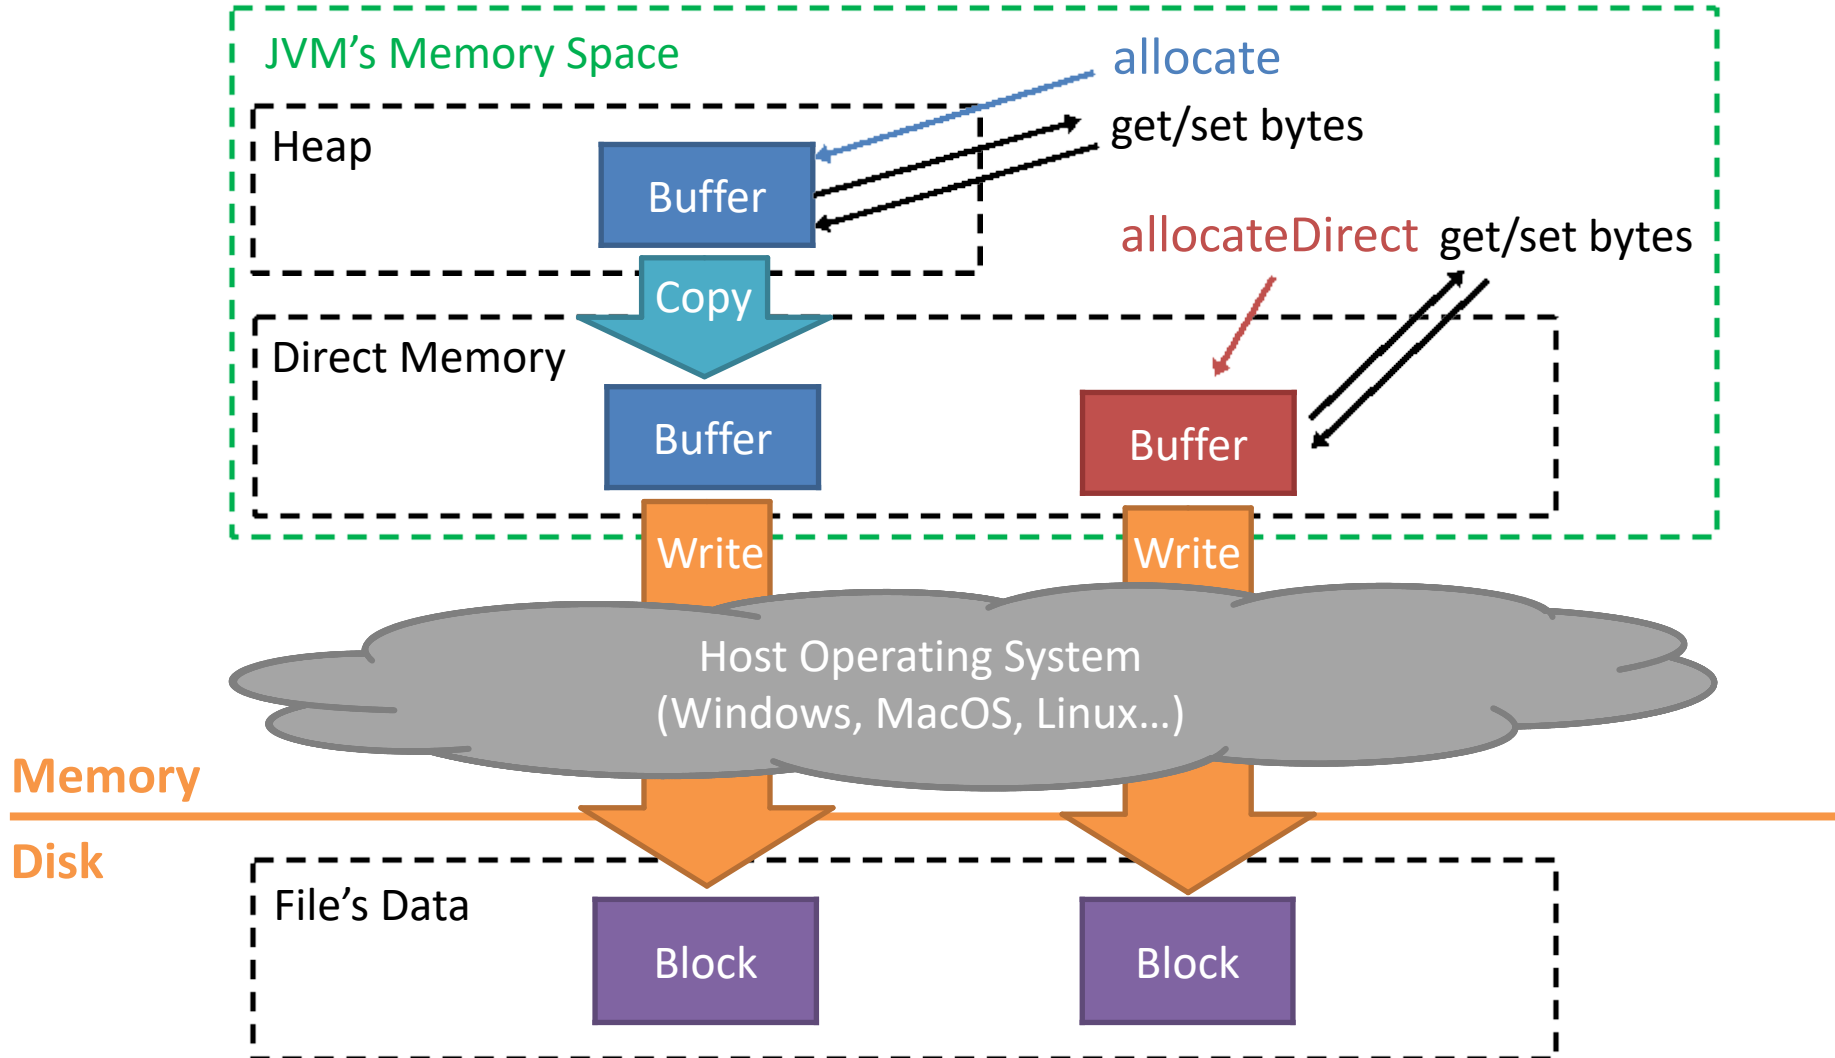 JVM's Memory Space
allocate
Heap
get/set bytes
Buffer
allocateDirect
get/set bytes
Copy
Direct Memory
Buffer
Buffer
Write
Write
Host Operating System
(Windows, MacOS, Linux…)
Memory
Disk
File's Data
Block
Block